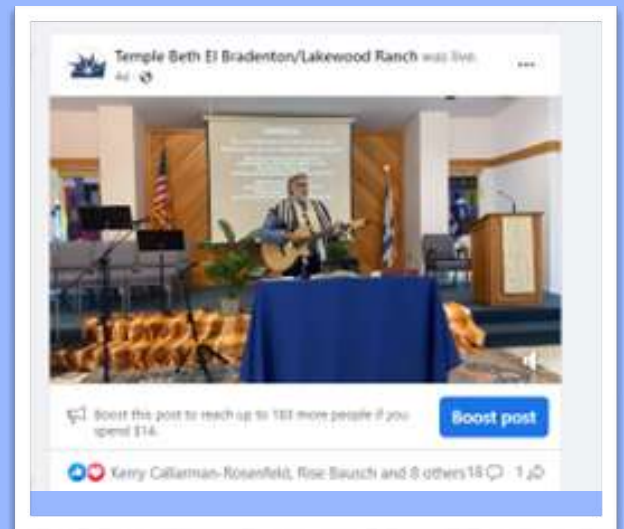 Temple Beth El Bradenton/Lakewood Ranch was live.
4d
Boost this post to reach up to 183 more people if you
spend $14.
Boost post
Kerry Callarman-Rosenfeld, Rise Bausch and 8 others 18 1